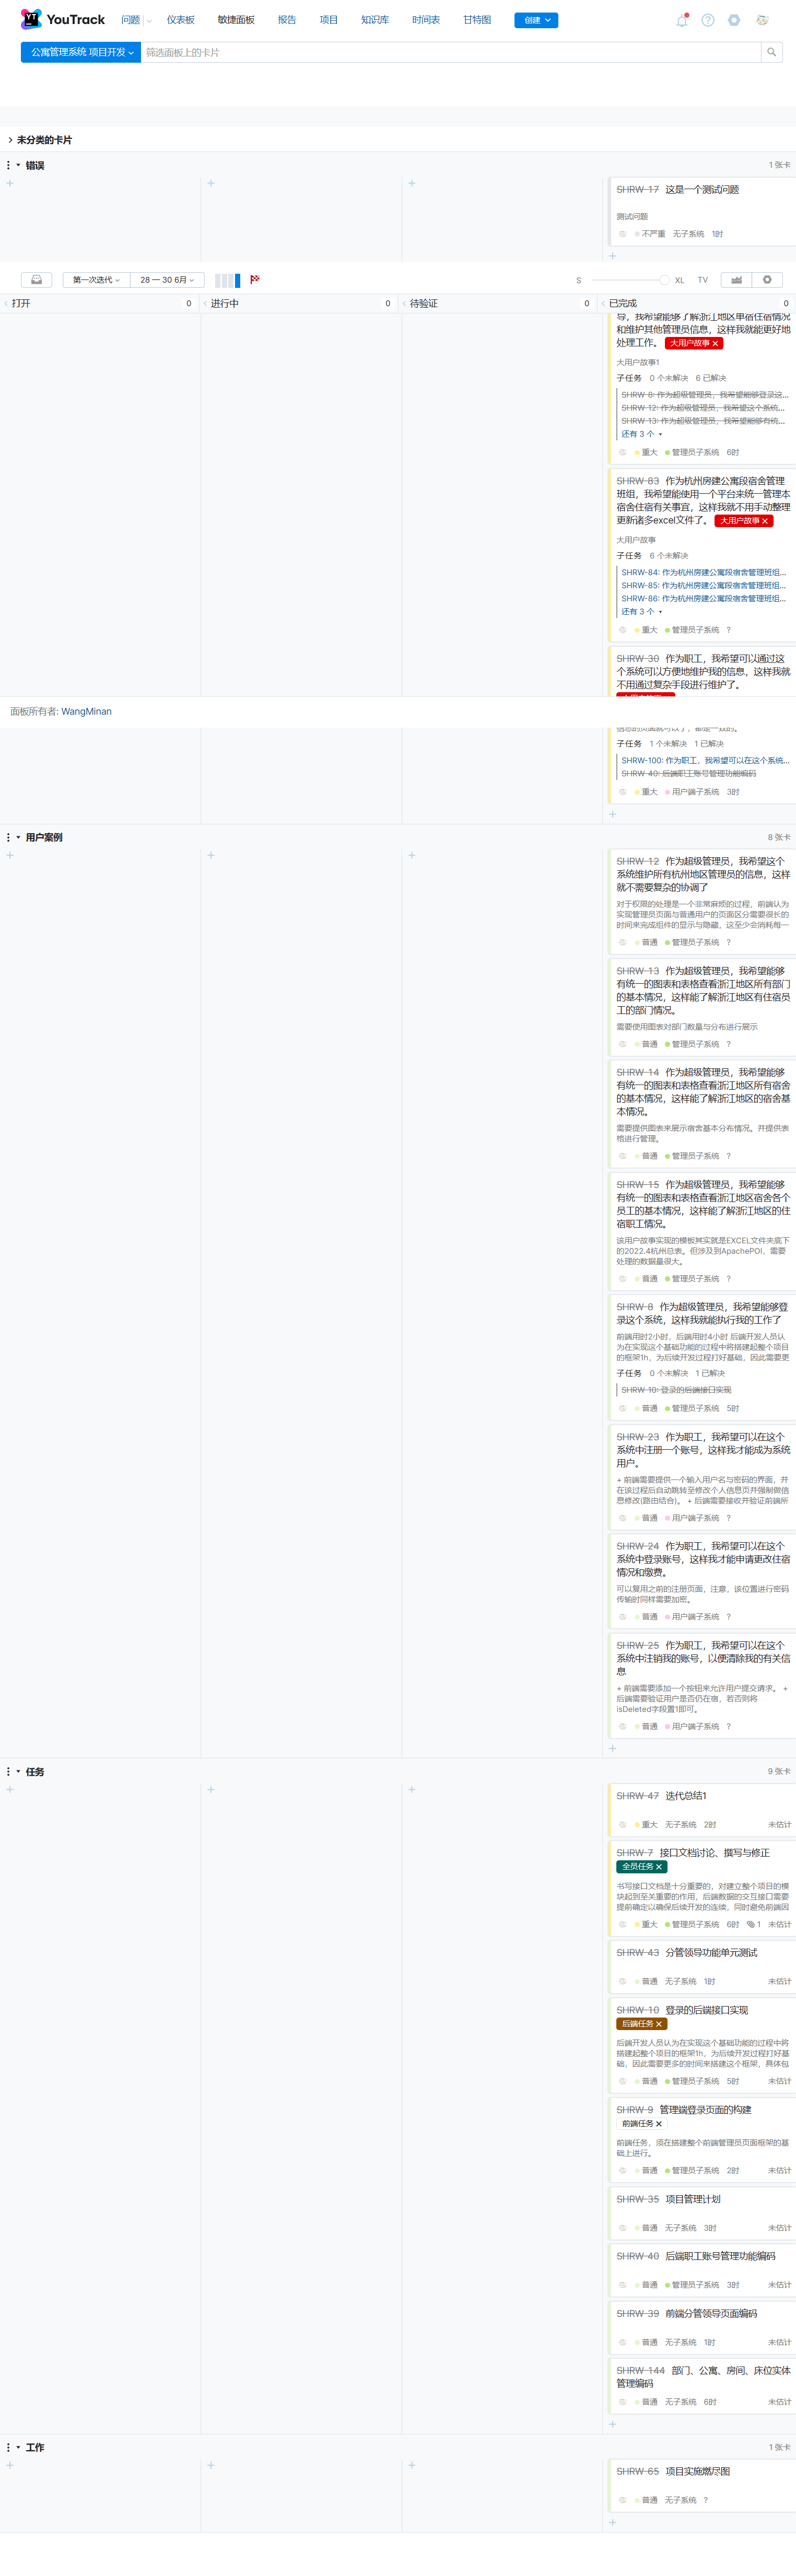 YouTrack 问题 仪表板 敏捷面板 报告 项目 知识库 时间表 甘特图 创建
公寓管理系统 项目开发 筛选面板上的卡片
未分类的卡片
错误 1 张卡
SHRW-17 这是一个测试问题
测试问题
不严重 无子系统 1时
第一次迭代 28 — 30 6月 S XL TV
打开 0 进行中 0 待验证 0 已完成 0
导，我希望能够了解浙江地区单宿住宿情况
和维护其他管理员信息，这样我就能更好地
处理工作。 大用户故事
大用户故事1
子任务 0 个未解决 6 已解决
SHRW-8: 作为超级管理员，我希望能够登录这...
SHRW-12: 作为超级管理员，我希望这个系统...
SHRW-13: 作为超级管理员，我希望能够有统...
还有 3 个
重大 管理员子系统 6时
SHRW-83 作为杭州房建公寓段宿舍管理
班组，我希望能使用一个平台来统一管理本
宿舍住宿有关事宜，这样我就不用手动整理
更新诸多excel文件了。 大用户故事
大用户故事
子任务 6 个未解决
SHRW-84: 作为杭州房建公寓段宿舍管理班组...
SHRW-85: 作为杭州房建公寓段宿舍管理班组...
SHRW-86: 作为杭州房建公寓段宿舍管理班组...
还有 3 个
重大 管理员子系统 ?
SHRW-30 作为职工，我希望可以通过这
个系统可以方便地维护我的信息，这样我就
不用通过复杂手段进行维护了。
面板所有者: WangMinan
信息的页面就可以了，都是一致的。
子任务 1 个未解决 1 已解决
SHRW-100: 作为职工，我希望可以在这个系统...
SHRW-40: 后端职工账号管理功能编码
重大 用户端子系统 3时
用户案例 8 张卡
SHRW-12 作为超级管理员，我希望这个
系统维护所有杭州地区管理员的信息，这样
就不需要复杂的协调了
对于权限的处理是一个非常麻烦的过程，前端认为
实现管理员页面与普通用户的页面区分需要很长的
时间来完成组件的显示与隐藏，这至少会消耗每一
普通 管理员子系统 ?
SHRW-13 作为超级管理员，我希望能够
有统一的图表和表格查看浙江地区所有部门
的基本情况，这样能了解浙江地区有住宿员
工的部门情况。
需要使用图表对部门数量与分布进行展示
普通 管理员子系统 ?
SHRW-14 作为超级管理员，我希望能够
有统一的图表和表格查看浙江地区所有宿舍
的基本情况，这样能了解浙江地区的宿舍基
本情况。
需要提供图表来展示宿舍基本分布情况。并提供表
格进行管理。
普通 管理员子系统 ?
SHRW-15 作为超级管理员，我希望能够
有统一的图表和表格查看浙江地区宿舍各个
员工的基本情况，这样能了解浙江地区的住
宿职工情况。
该用户故事实现的模板其实就是EXCEL文件夹底下
的2022.4杭州总表。但涉及到ApachePOI，需要
处理的数据量很大。
普通 管理员子系统 ?
SHRW-8 作为超级管理员，我希望能够登
录这个系统，这样我就能执行我的工作了
前端用时2小时，后端用时4小时 后端开发人员认
为在实现这个基础功能的过程中将搭建起整个项目
的框架1h，为后续开发过程打好基础，因此需要更
子任务 0 个未解决 1 已解决
SHRW-10: 登录的后端接口实现
普通 管理员子系统 5时
SHRW-23 作为职工，我希望可以在这个
系统中注册一个账号，这样我才能成为系统
用户。
+ 前端需要提供一个输入用户名与密码的界面，并
在该过程后自动跳转至修改个人信息页并强制做信
息修改(路由结合)。 + 后端需要接收并验证前端所
普通 用户端子系统 ?
SHRW-24 作为职工，我希望可以在这个
系统中登录账号，这样我才能申请更改住宿
情况和缴费。
可以复用之前的注册页面，注意，该位置进行密码
传输时同样需要加密。
普通 用户端子系统 ?
SHRW-25 作为职工，我希望可以在这个
系统中注销我的账号，以便清除我的有关信
息
+ 前端需要添加一个按钮来允许用户提交请求。 +
后端需要验证用户是否仍在宿，若否则将
isDeleted字段置1即可。
普通 用户端子系统 ?
任务 9 张卡
SHRW-47 迭代总结1
重大 无子系统 2时 未估计
SHRW-7 接口文档讨论、撰写与修正
全员任务
书写接口文档是十分重要的，对建立整个项目的模
块起到至关重要的作用，后端数据的交互接口需要
提前确定以确保后续开发的连续，同时避免前端因
重大 管理员子系统 6时 1 未估计
SHRW-43 分管领导功能单元测试
普通 无子系统 1时 未估计
SHRW-10 登录的后端接口实现
后端任务
后端开发人员认为在实现这个基础功能的过程中将
搭建起整个项目的框架1h，为后续开发过程打好基
础，因此需要更多的时间来搭建这个框架，具体包
普通 管理员子系统 5时 未估计
SHRW-9 管理端登录页面的构建
前端任务
前端任务，须在搭建整个前端管理员页面框架的基
础上进行。
普通 管理员子系统 2时 未估计
SHRW-35 项目管理计划
普通 无子系统 3时 未估计
SHRW-40 后端职工账号管理功能编码
普通 管理员子系统 3时 未估计
SHRW-39 前端分管领导页面编码
普通 无子系统 1时 未估计
SHRW-144 部门、公寓、房间、床位实体
管理编码
普通 无子系统 6时 未估计
工作 1 张卡
SHRW-65 项目实施燃尽图
普通 无子系统 ?